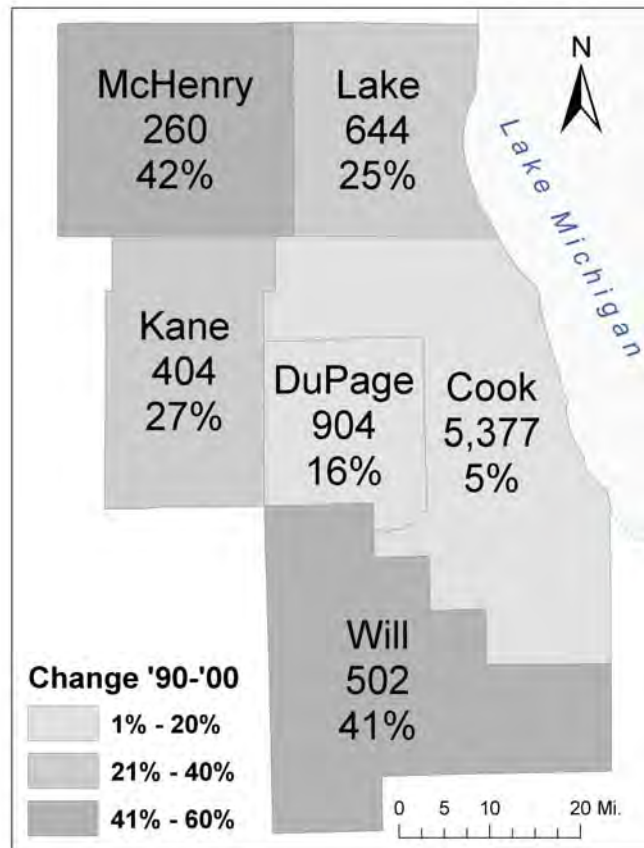 McHenry
260
42%
Lake
644
25%
N
Lake Michigan
Kane
404
27%
DuPage
904
16%
Cook
5,377
5%
Will
502
41%
Change '90-'00
1% - 20%
21% - 40%
41% - 60%
0 5 10 20 Mi.